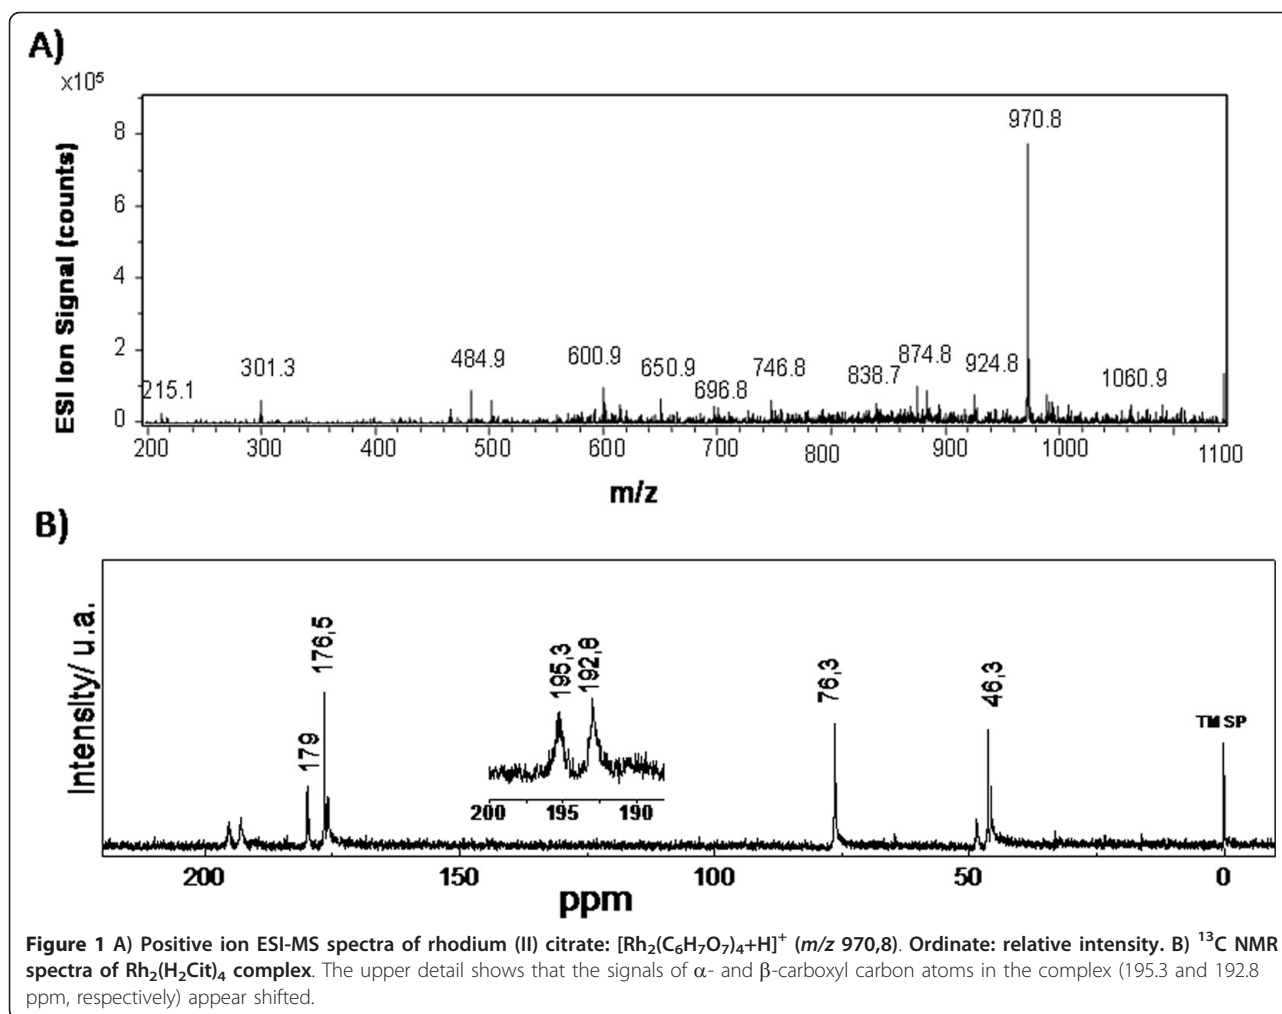 A)
x10⁵
ESI Ion Signal (counts)
8
6
4
2
0
215.1
301.3
484.9
600.9
650.9
696.8
746.8
838.7
874.8
924.8
970.8
1060.9
200 300 400 500 600 700 800 900 1000 1100
m/z
B)
Intensity/ u.a.
179
176,5
195,3
192,8
200 195 190
76,3
46,3
TMSP
200 150 100 50 0
ppm
Figure 1 A) Positive ion ESI-MS spectra of rhodium (II) citrate: [Rh₂(C₆H₇O₇)₄+H]⁺ (m/z 970,8). Ordinate: relative intensity. B) ¹³C NMR
spectra of Rh₂(H₂Cit)₄ complex. The upper detail shows that the signals of α- and β-carboxyl carbon atoms in the complex (195.3 and 192.8
ppm, respectively) appear shifted.